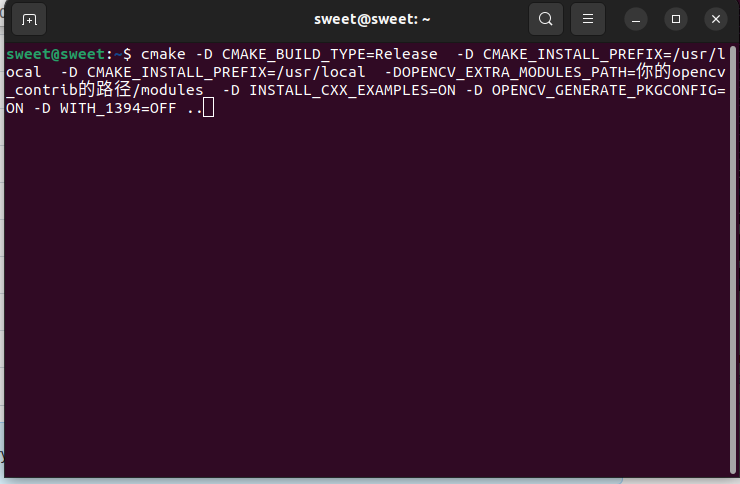 sweet@sweet: ~
sweet@sweet:~$ cmake -D CMAKE_BUILD_TYPE=Release  -D CMAKE_INSTALL_PREFIX=/usr/l
ocal  -D CMAKE_INSTALL_PREFIX=/usr/local  -DOPENCV_EXTRA_MODULES_PATH=你的opencv
_contrib的路径/modules  -D INSTALL_CXX_EXAMPLES=ON -D OPENCV_GENERATE_PKGCONFIG=
ON -D WITH_1394=OFF ..